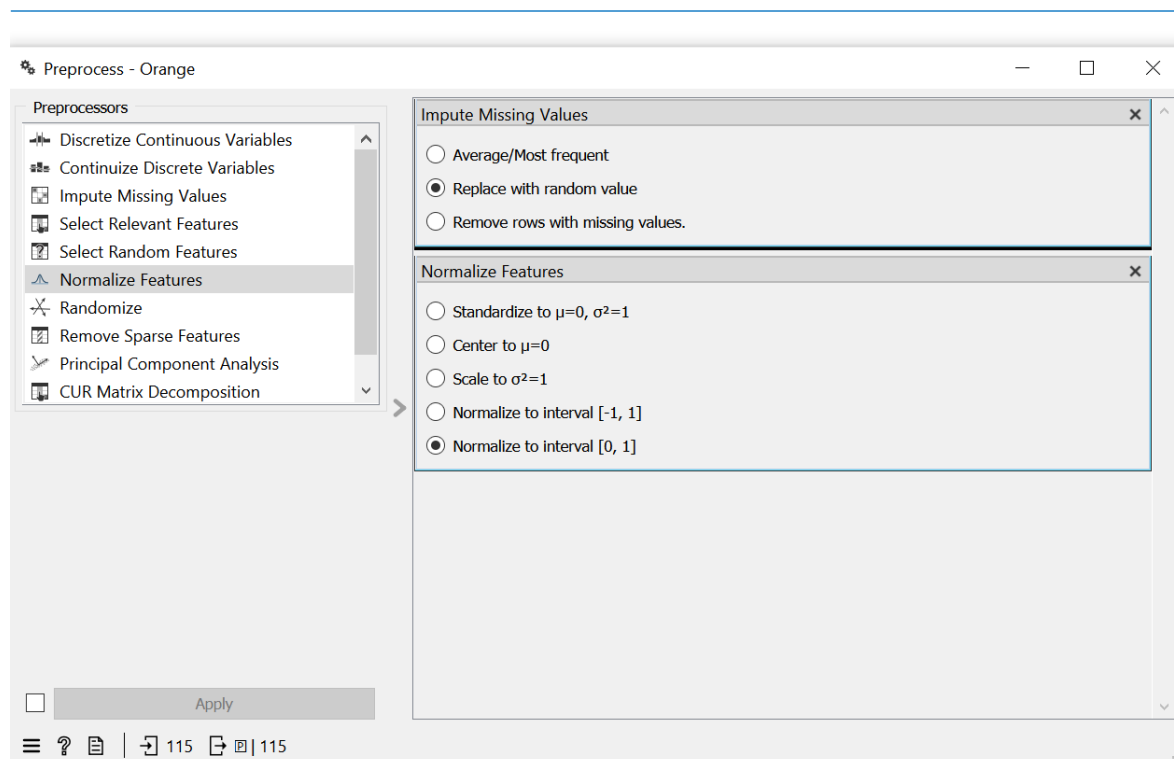 Preprocess - Orange
Preprocessors
Discretize Continuous Variables
Continuize Discrete Variables
Impute Missing Values
Select Relevant Features
Select Random Features
Normalize Features
Randomize
Remove Sparse Features
Principal Component Analysis
CUR Matrix Decomposition
Impute Missing Values
Average/Most frequent
Replace with random value
Remove rows with missing values.
Normalize Features
Standardize to μ=0, σ²=1
Center to μ=0
Scale to σ²=1
Normalize to interval [-1, 1]
Normalize to interval [0, 1]
Apply
115 P | 115